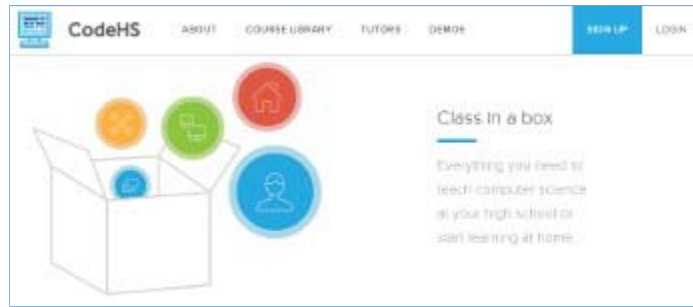 CodeHS
ABOUT
COURSE LIBRARY
TUTORS
DEMOS
SIGN UP
LOGIN
Class in a box
Everything you need to
teach computer science
at your high school or
start learning at home.